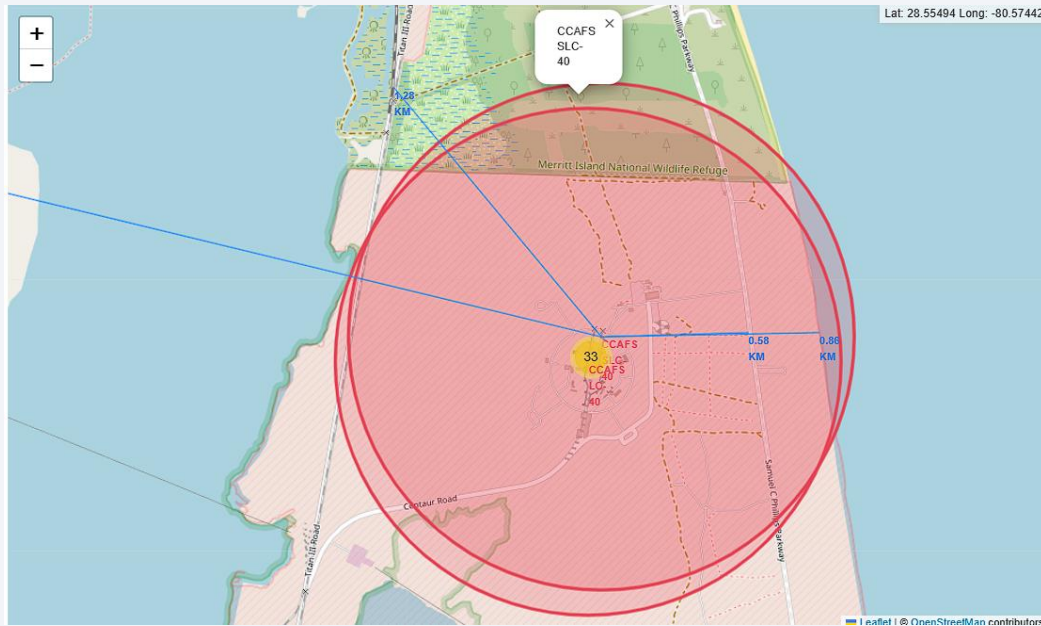 +
−
Lat: 28.55494 Long: -80.57442
CCAFS
SLC-
40
×
Titan III Road
Phillips Parkway
1.28
KM
Merritt Island National Wildlife Refuge
0.58
KM
0.86
KM
CCAFS
SLC-
40
33
CCAFS
LC-
40
Centaur Road
Titan III Road
Samuel C Phillips Parkway
Leaflet | © OpenStreetMap contributors